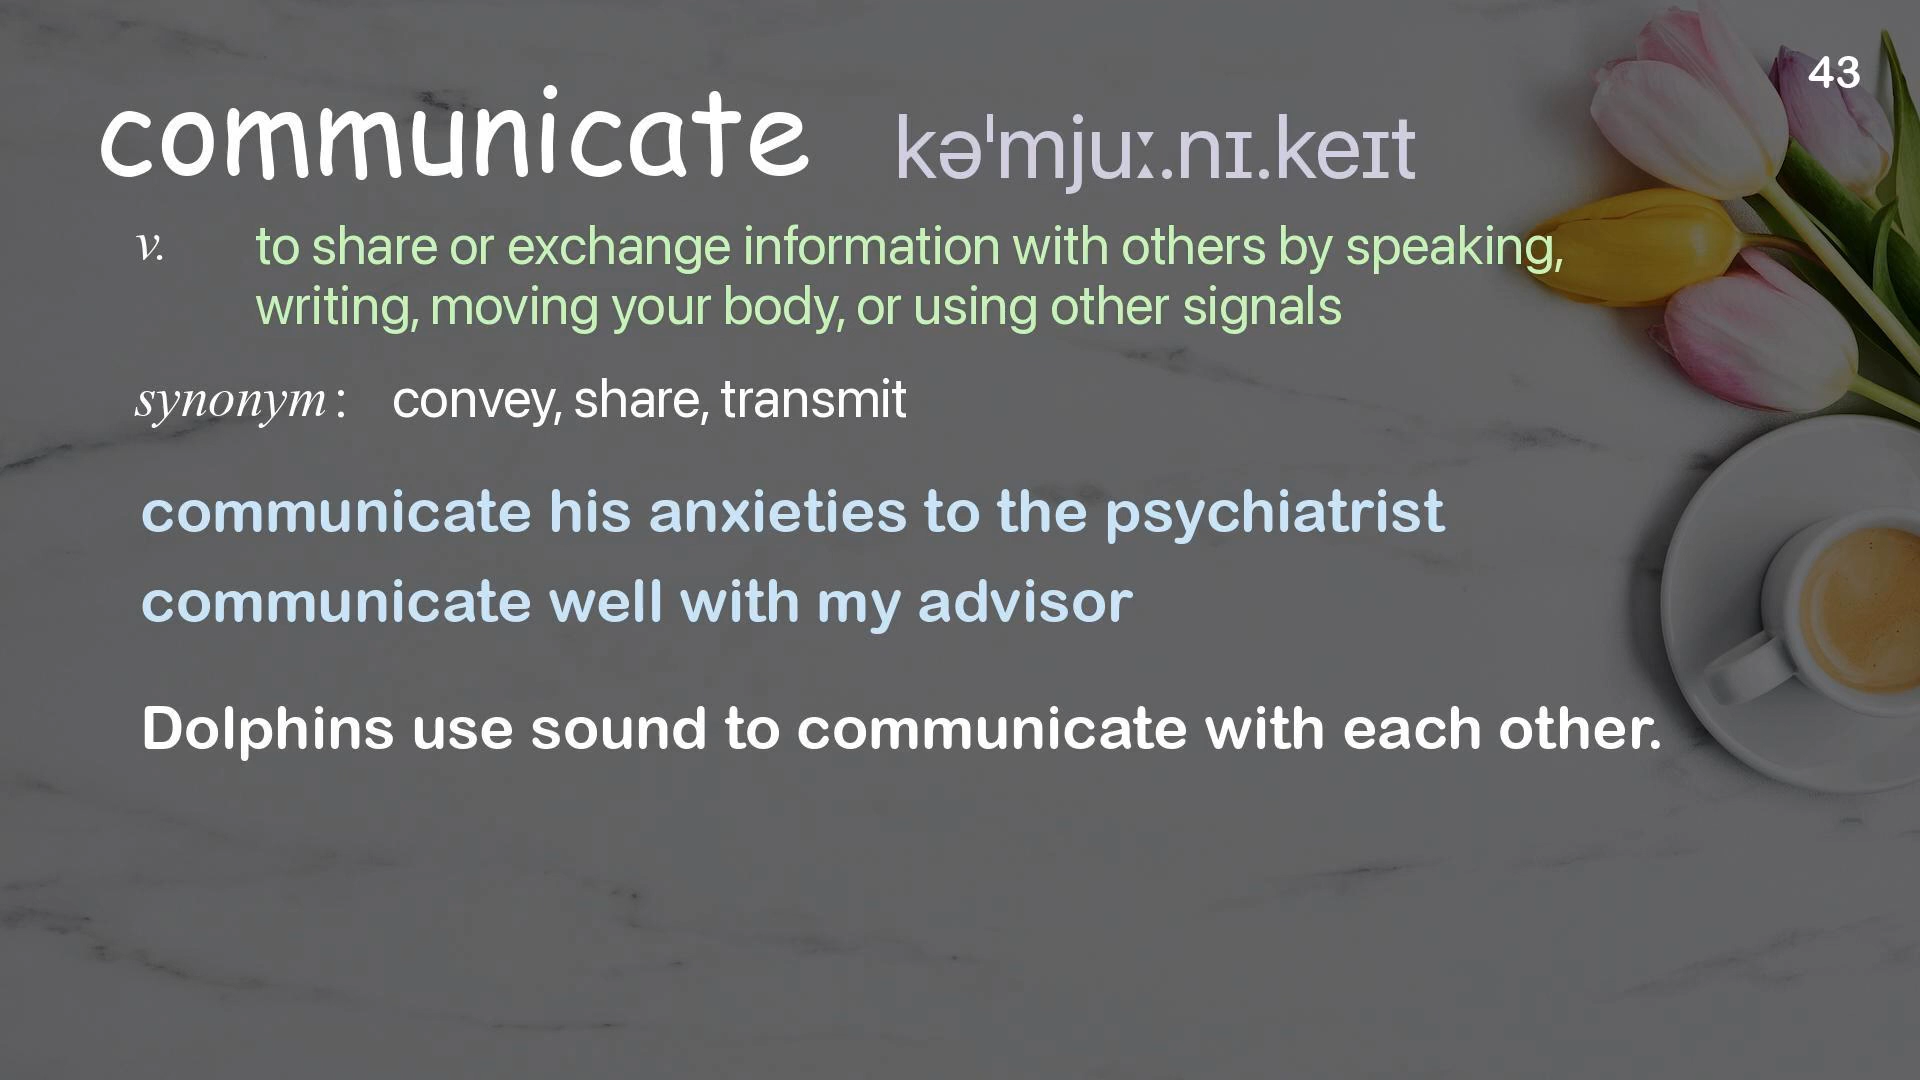 43
communicate kəˈmjuː.nɪ.keɪt
v. to share or exchange information with others by speaking,
writing, moving your body, or using other signals
synonym: convey, share, transmit
communicate his anxieties to the psychiatrist
communicate well with my advisor
Dolphins use sound to communicate with each other.